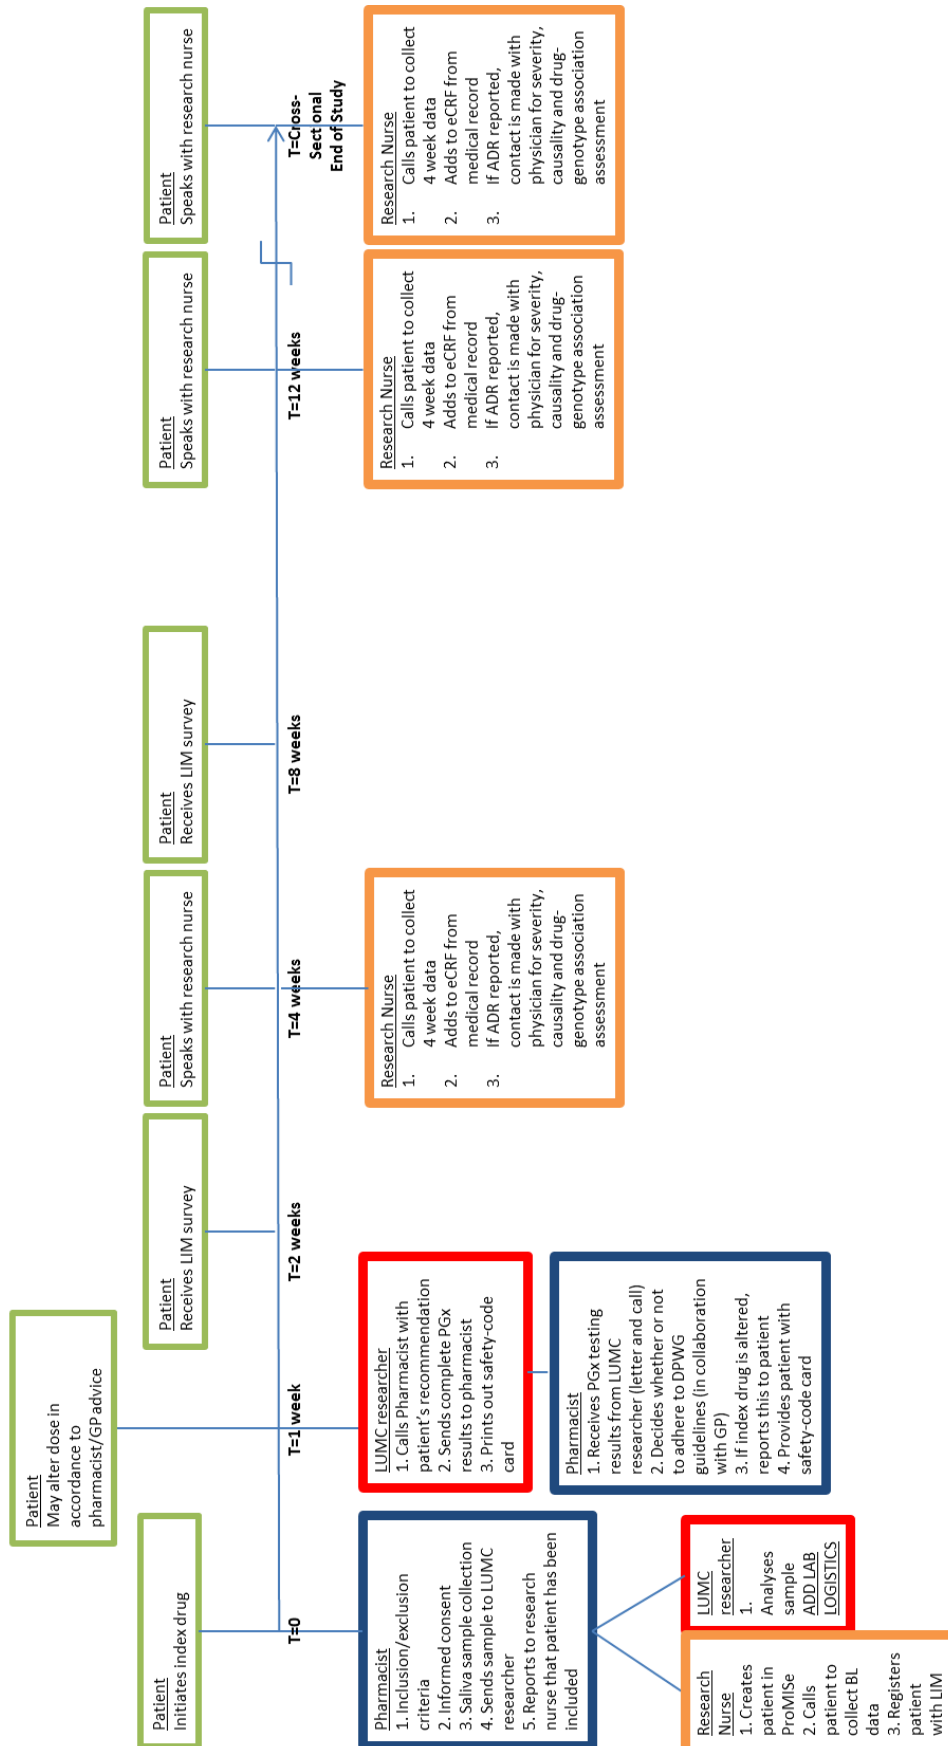 Patient
Initiates index drug
Patient
May alter dose in
accordance to
pharmacist/GP advice
Patient
Receives LIM survey
Patient
Speaks with research nurse
Patient
Receives LIM survey
Patient
Speaks with research nurse
Patient
Speaks with research nurse
T=0
T=1 week
T=2 weeks
T=4 weeks
T=8 weeks
T=12 weeks
T=Cross-
Sectional
End of Study
Pharmacist
1. Inclusion/exclusion
criteria
2. Informed consent
3. Saliva sample collection
4. Sends sample to LUMC
researcher
5. Reports to research
nurse that patient has been
included
LUMC researcher
1. Calls Pharmacist with
patient's recommendation
2. Sends complete PGx
results to pharmacist
3. Prints out safety-code
card
Pharmacist
1. Receives PGx testing
results from LUMC
researcher (letter and call)
2. Decides whether or not
to adhere to DPWG
guidelines (in collaboration
with GP)
3. If index drug is altered,
reports this to patient
4. Provides patient with
safety-code card
Research Nurse
1. Calls patient to collect
4 week data
2. Adds to eCRF from
medical record
3. If ADR reported,
contact is made with
physician for severity,
causality and drug-
genotype association
assessment
Research Nurse
1. Calls patient to collect
4 week data
2. Adds to eCRF from
medical record
3. If ADR reported,
contact is made with
physician for severity,
causality and drug-
genotype association
assessment
Research Nurse
1. Calls patient to collect
4 week data
2. Adds to eCRF from
medical record
3. If ADR reported,
contact is made with
physician for severity,
causality and drug-
genotype association
assessment
Research
Nurse
1. Creates
patient in
ProMISe
2. Calls
patient to
collect BL
data
3. Registers
patient
with LIM
LUMC
researcher
1.
Analyses
sample
ADD LAB
LOGISTICS